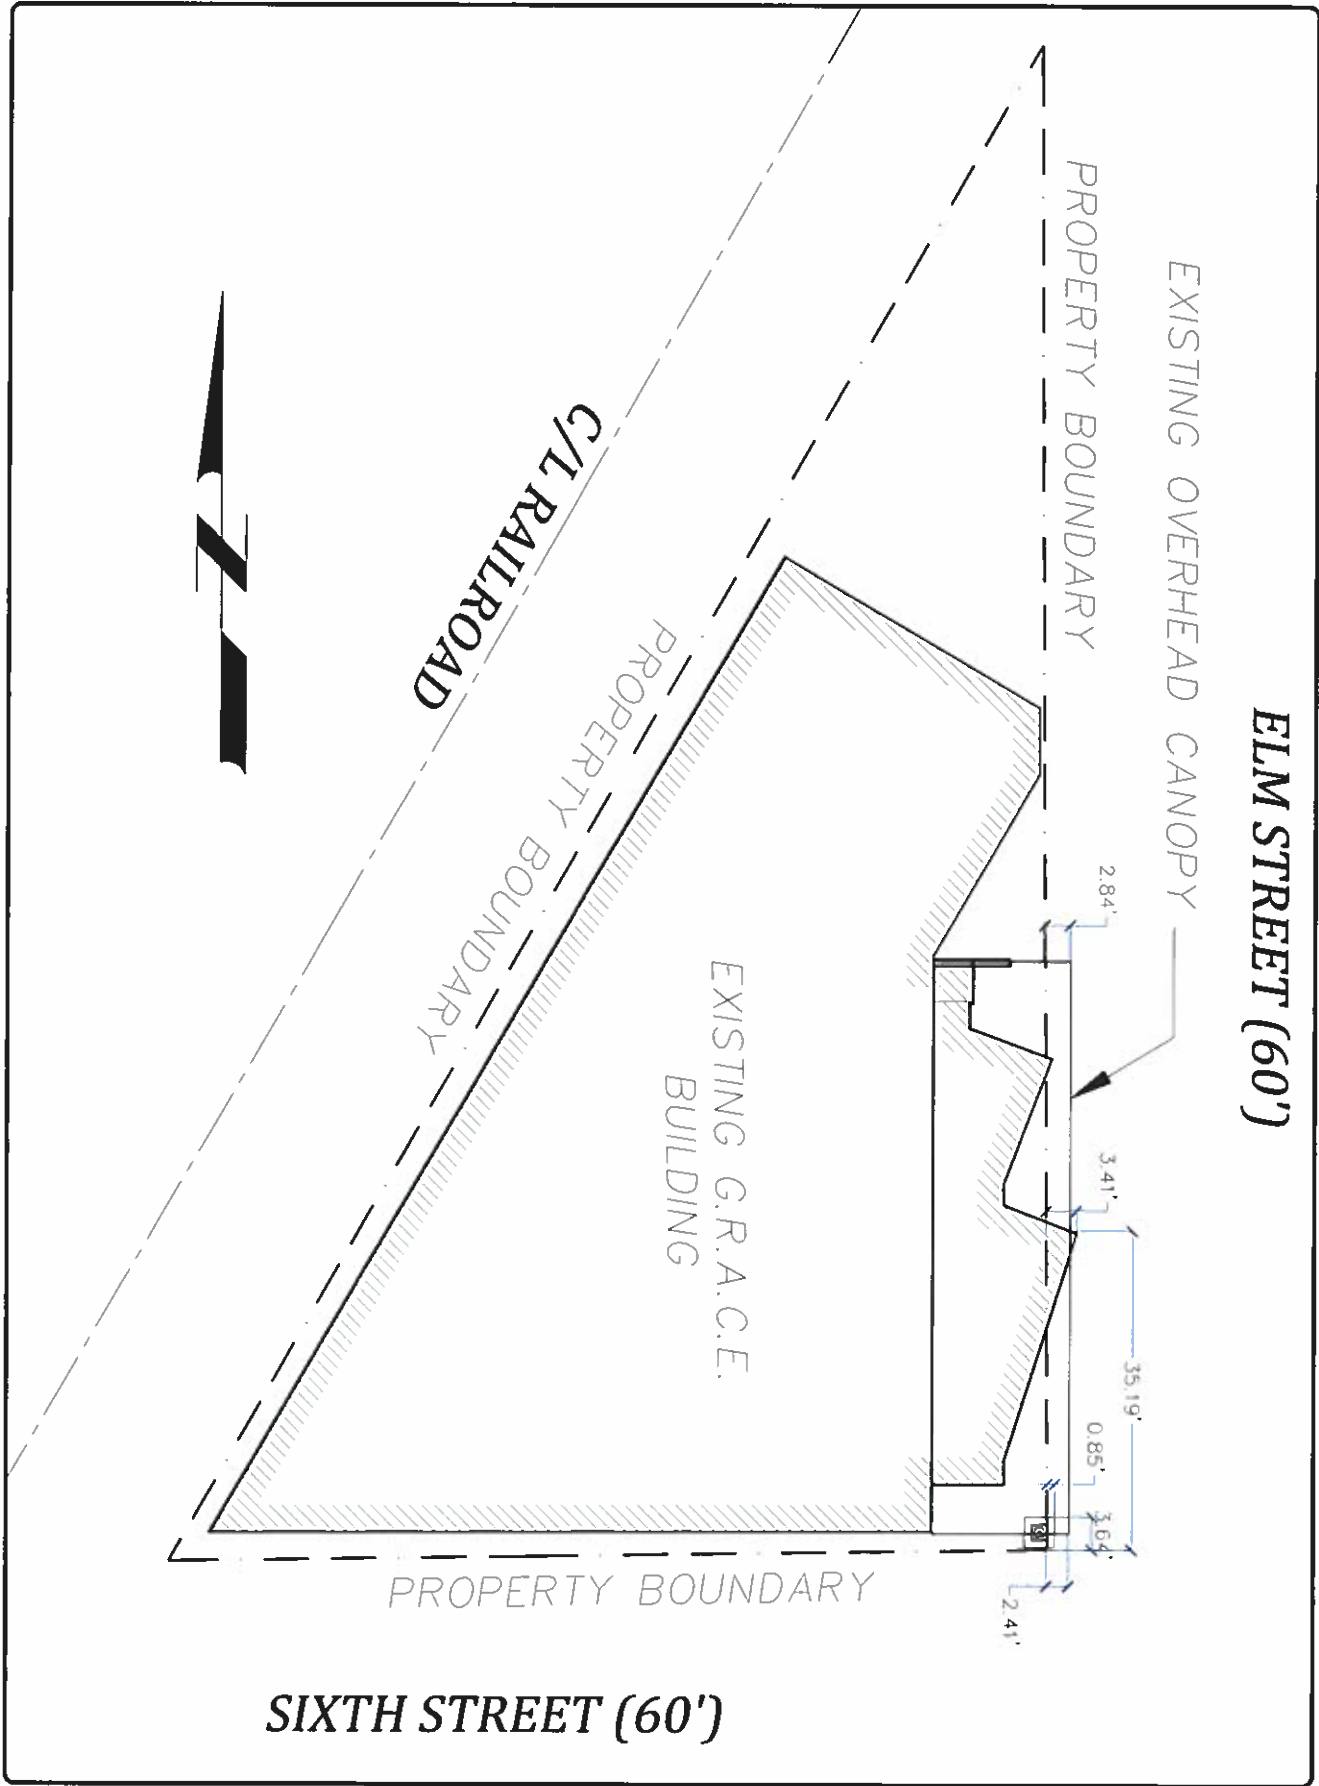 ELM STREET (60')
EXISTING OVERHEAD CANOPY
PROPERTY BOUNDARY
2.84'
3.41'
35.19'
0.85'
3.64'
2.41'
C/L RAILROAD
PROPERTY BOUNDARY
EXISTING G.R.A.C.E.
BUILDING
PROPERTY BOUNDARY
SIXTH STREET (60')
N